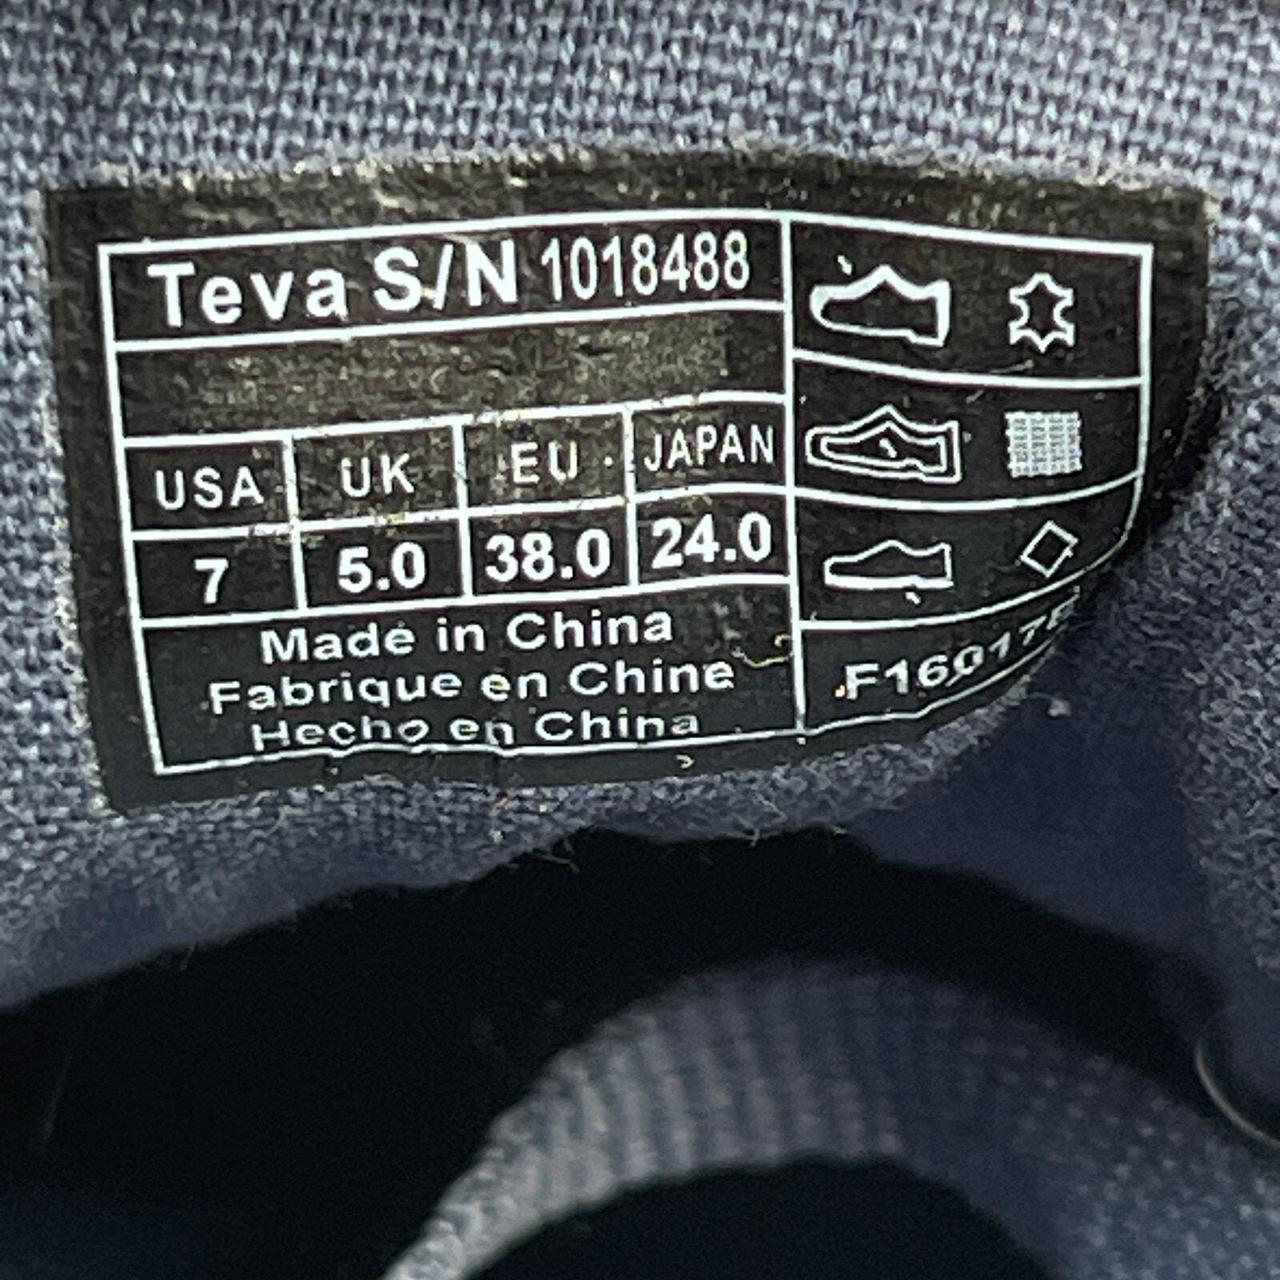 Teva S/N 1018488
USA UK EU JAPAN
7 5.0 38.0 24.0
Made in China
Fabrique en Chine
Hecho en China
F16017E